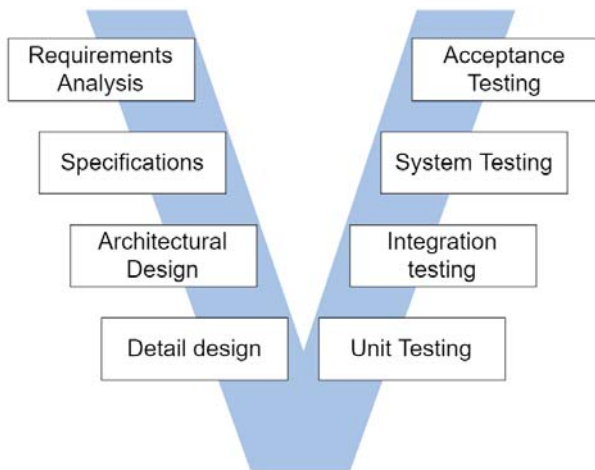 Requirements
Analysis
Acceptance
Testing
Specifications
System Testing
Architectural
Design
Integration
testing
Detail design
Unit Testing